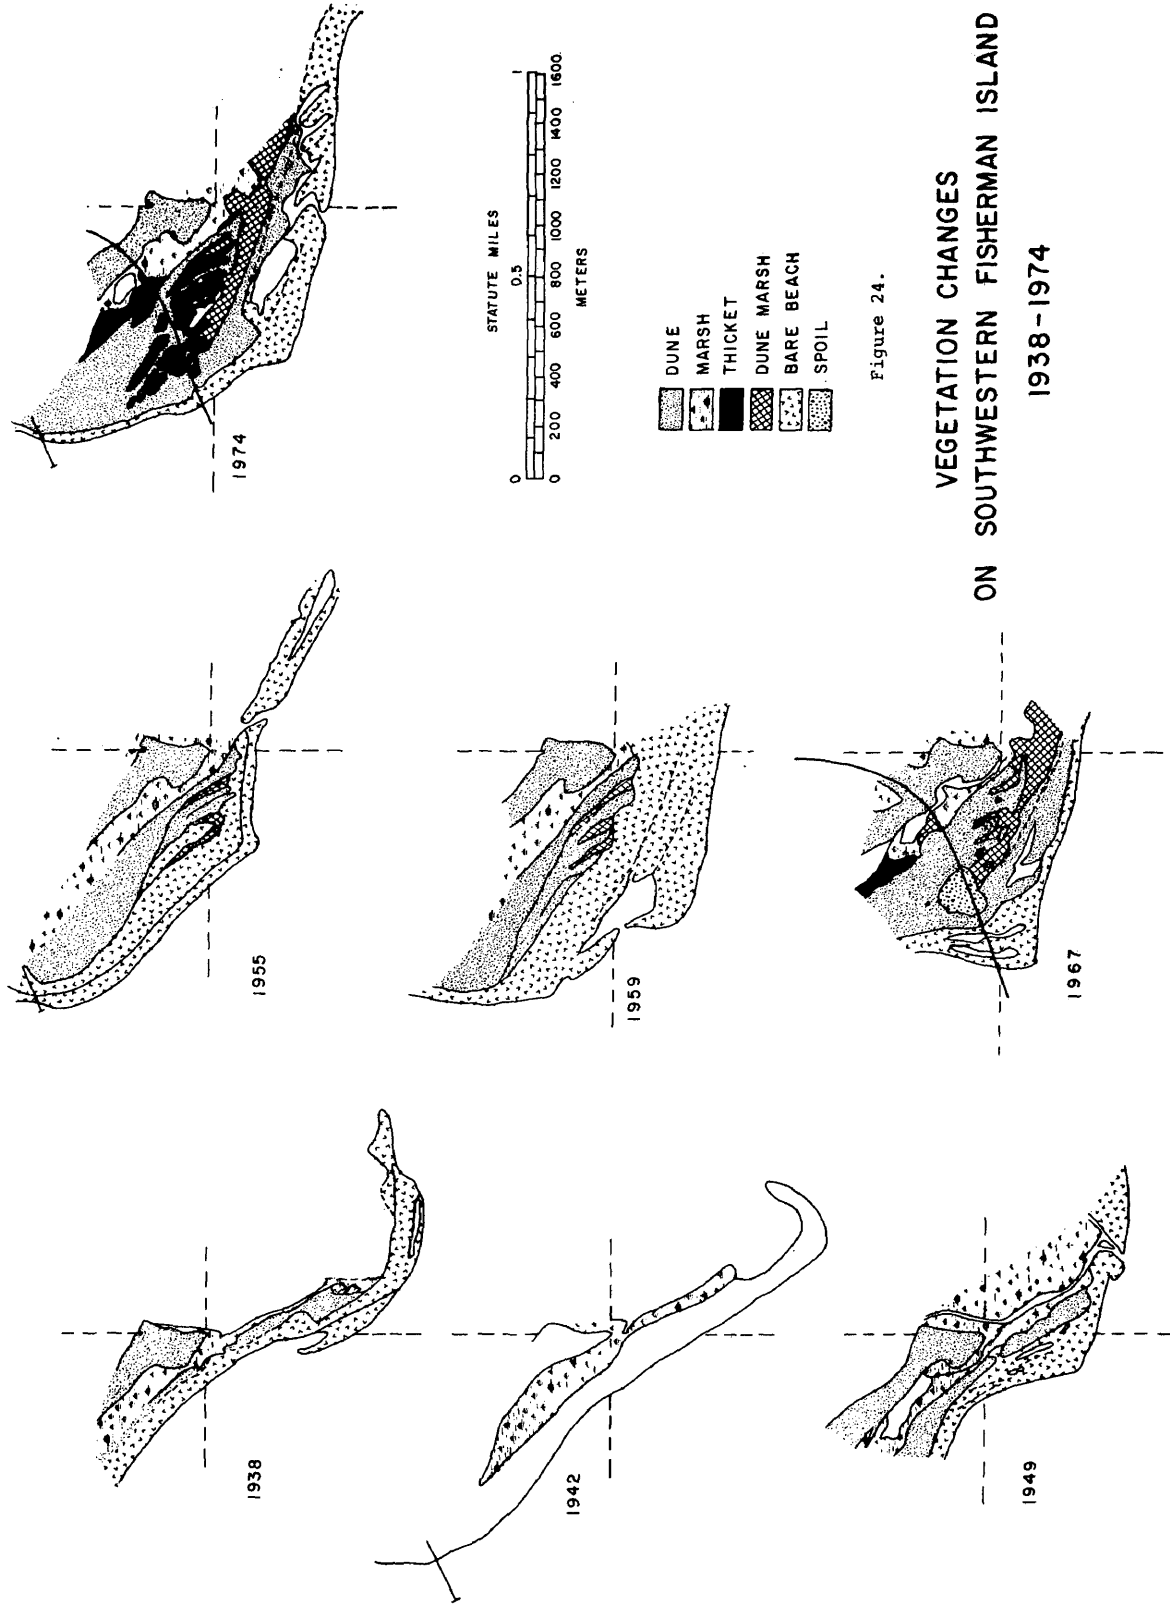 1938
1942
1949
1955
1959
1967
1974
STATUTE MILES
0 0.5 1
0 200 400 600 800 1000 1200 1400 1600
METERS
DUNE
MARSH
THICKET
DUNE MARSH
BARE BEACH
SPOIL
Figure 24.
VEGETATION CHANGES
ON SOUTHWESTERN FISHERMAN ISLAND
1938-1974